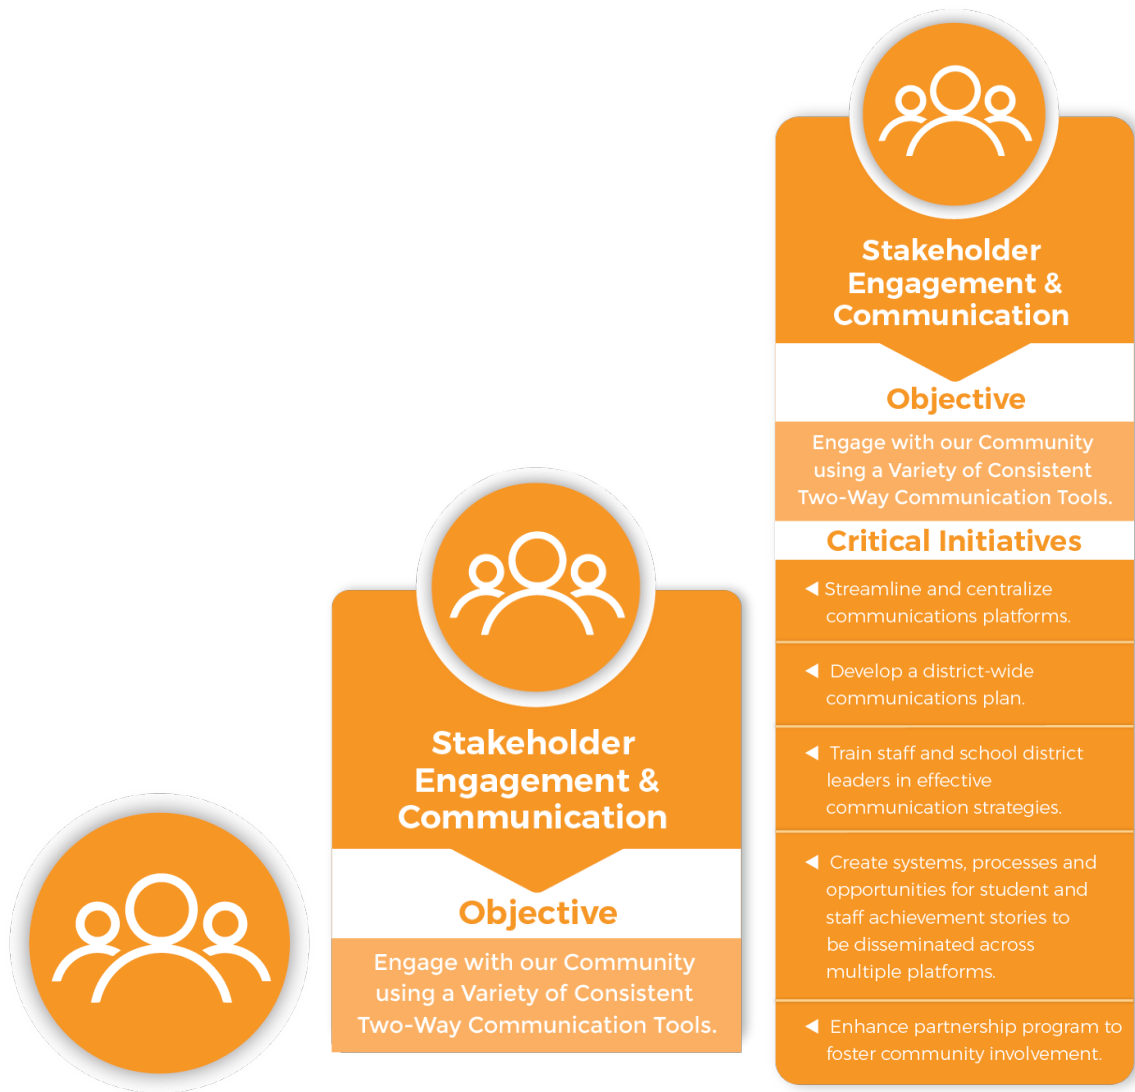 Stakeholder
Engagement &
Communication
Objective
Engage with our Community
using a Variety of Consistent
Two-Way Communication Tools.
Stakeholder
Engagement &
Communication
Objective
Engage with our Community
using a Variety of Consistent
Two-Way Communication Tools.
Critical Initiatives
Streamline and centralize
communications platforms.
Develop a district-wide
communications plan.
Train staff and school district
leaders in effective
communication strategies.
Create systems, processes and
opportunities for student and
staff achievement stories to
be disseminated across
multiple platforms.
Enhance partnership program to
foster community involvement.